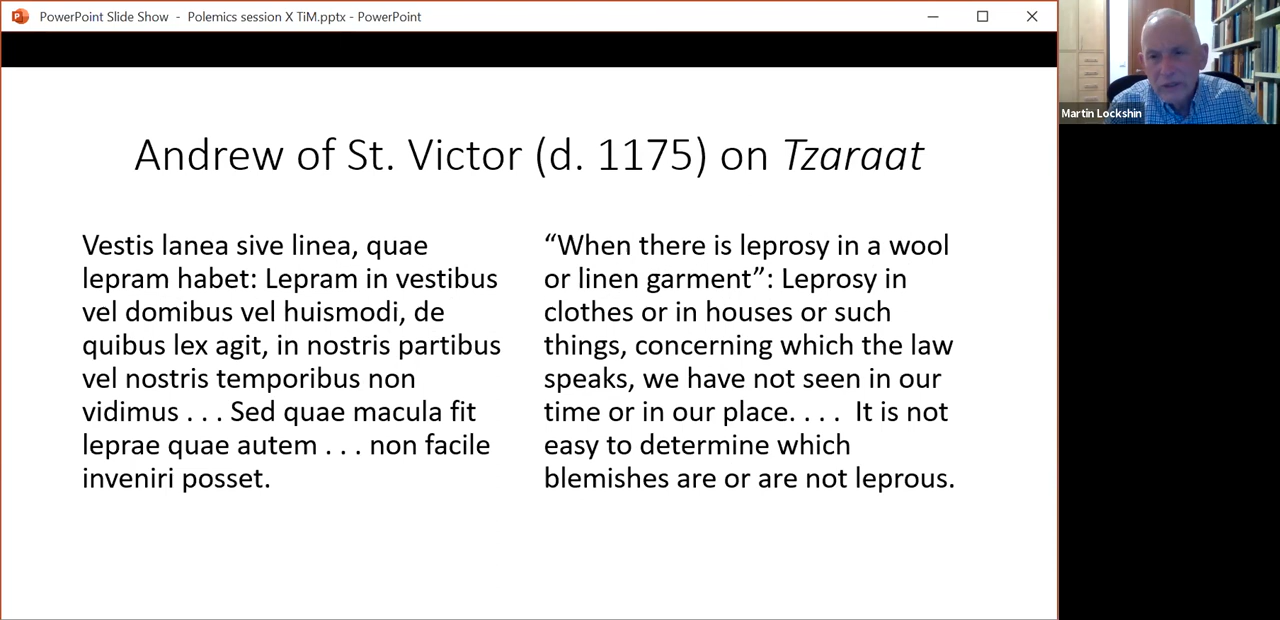 PowerPoint Slide Show - Polemics session X TiM.pptx - PowerPoint
Martin Lockshin
Andrew of St. Victor (d. 1175) on Tzaraat
Vestis lanea sive linea, quae
lepram habet: Lepram in vestibus
vel domibus vel huismodi, de
quibus lex agit, in nostris partibus
vel nostris temporibus non
vidimus . . . Sed quae macula fit
leprae quae autem . . . non facile
inveniri posset.
“When there is leprosy in a wool
or linen garment”: Leprosy in
clothes or in houses or such
things, concerning which the law
speaks, we have not seen in our
time or in our place. . . . It is not
easy to determine which
blemishes are or are not leprous.